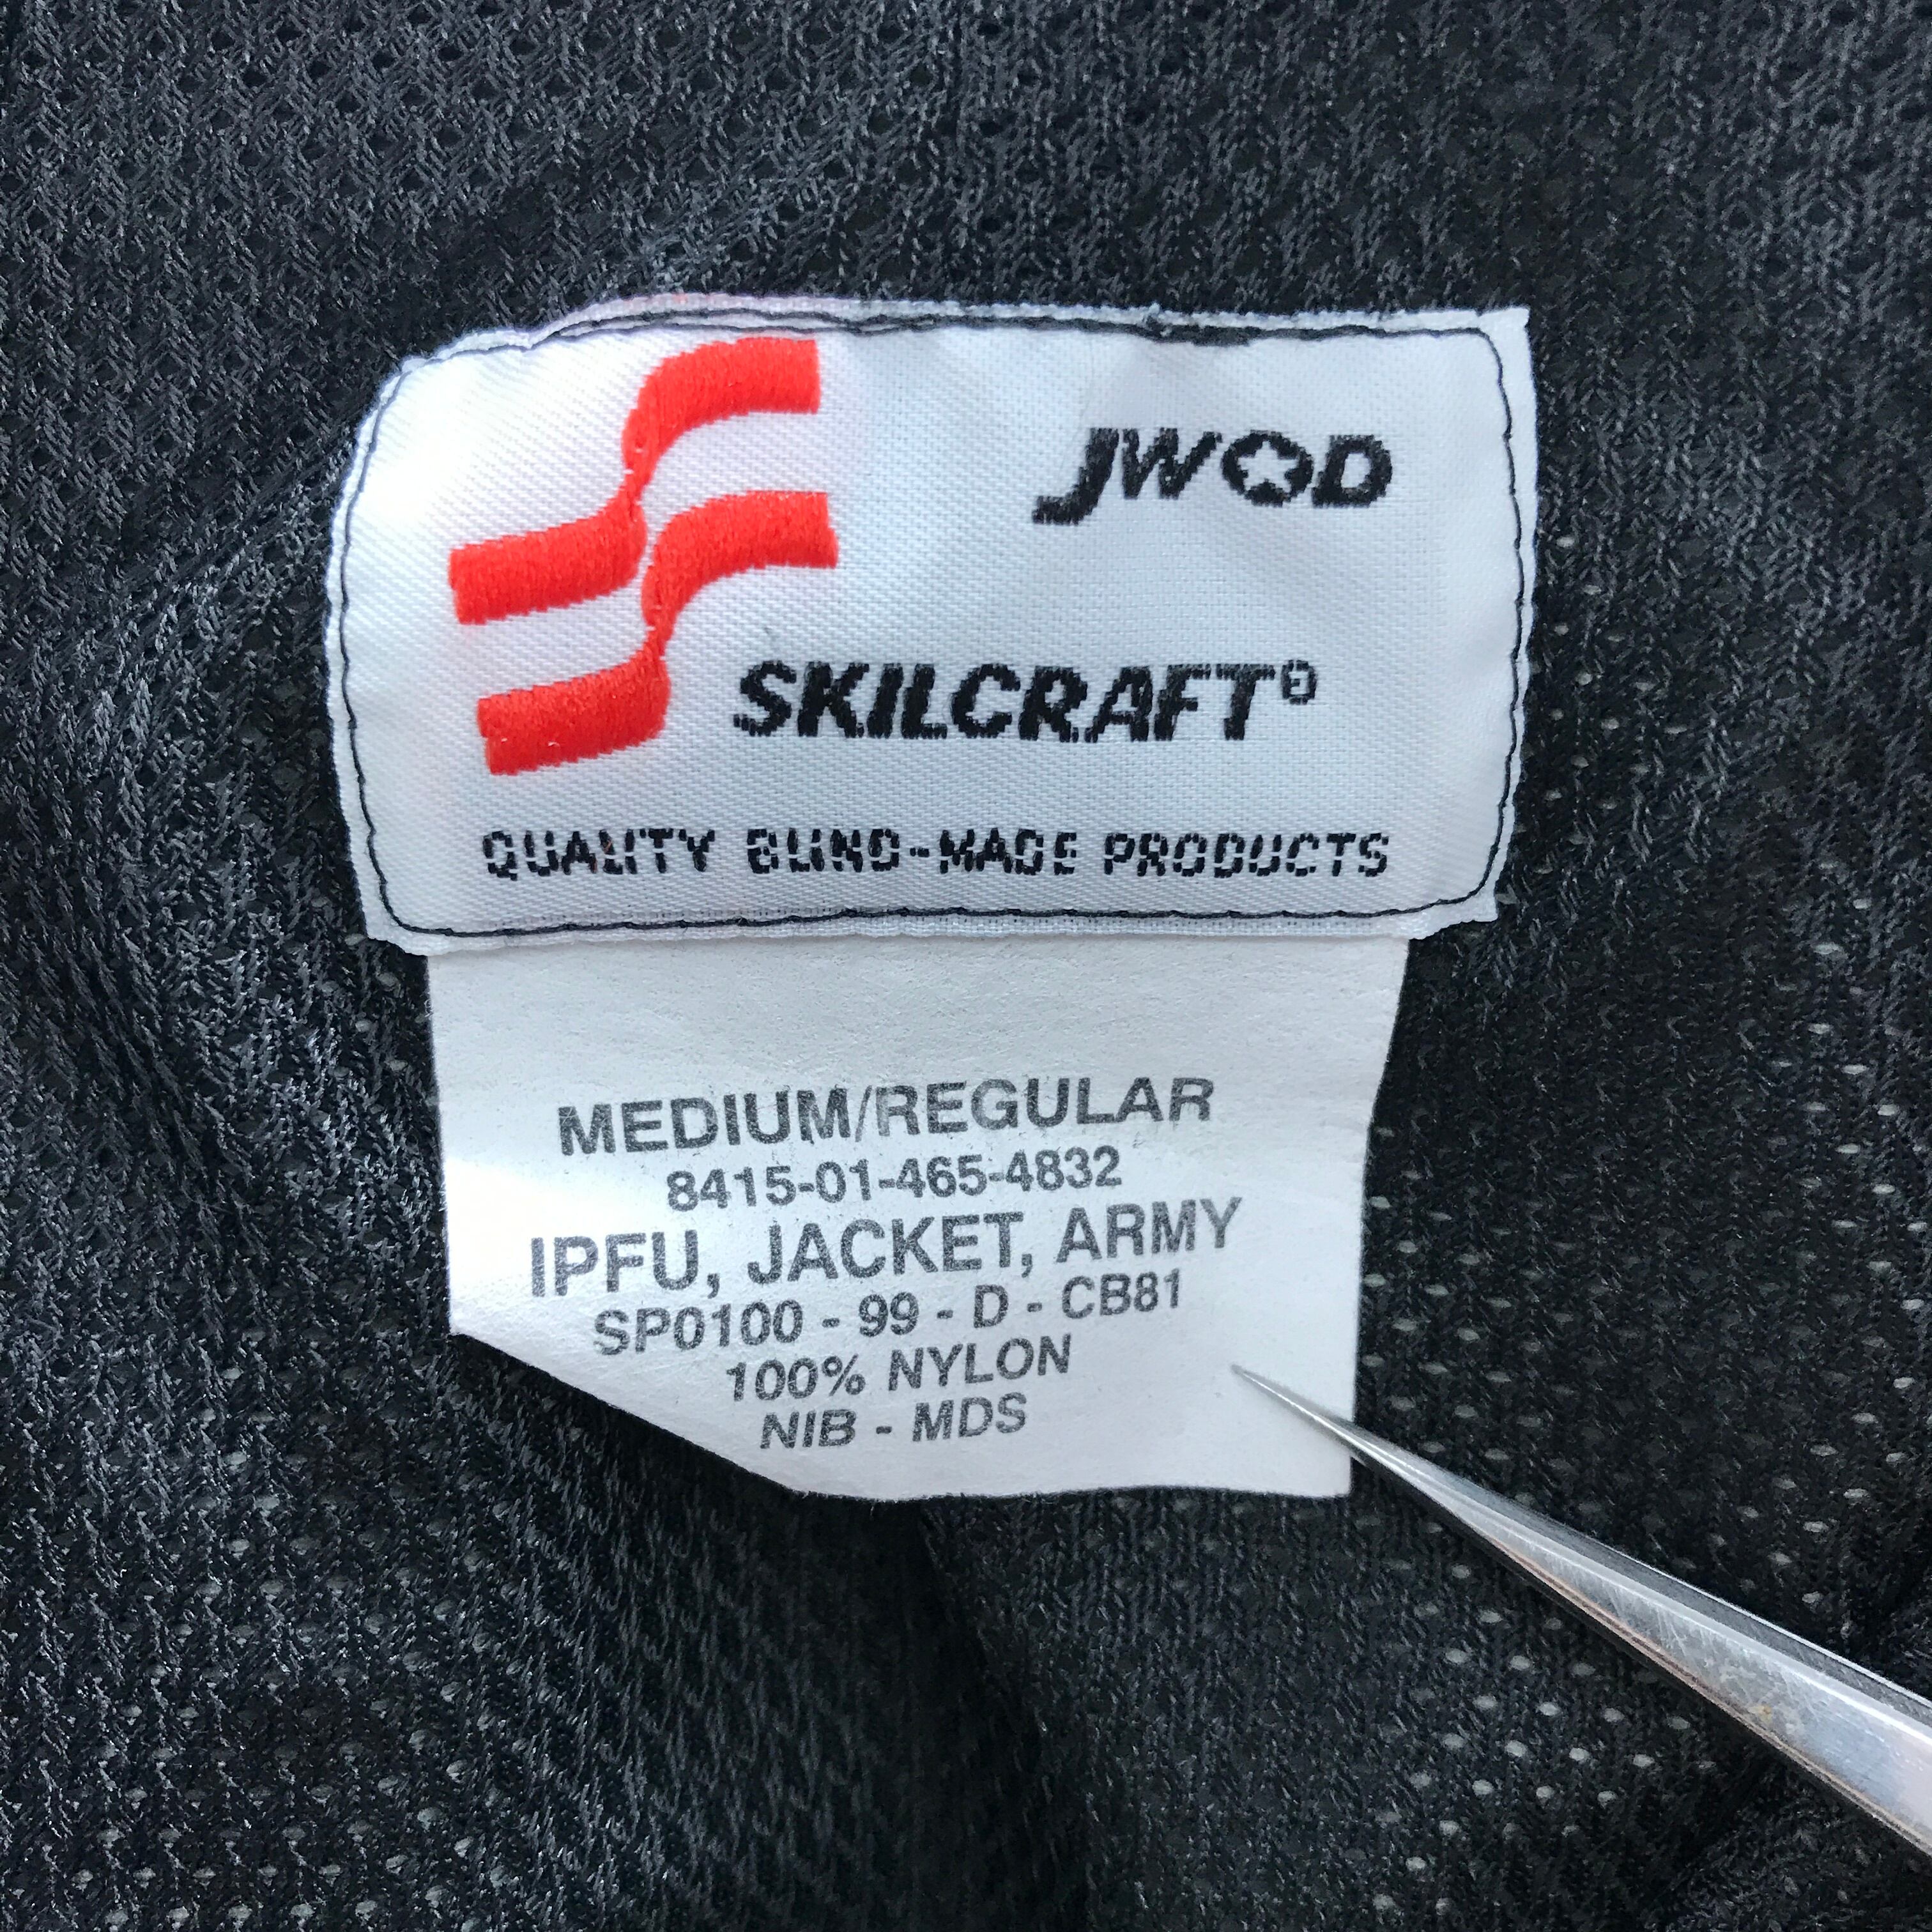 JWOD
SKILCRAFT®
QUALITY BLIND-MADE PRODUCTS
MEDIUM/REGULAR
8415-01-465-4832
IPFU, JACKET, ARMY
SP0100 - 99 - D - CB81
100% NYLON
NIB - MDS